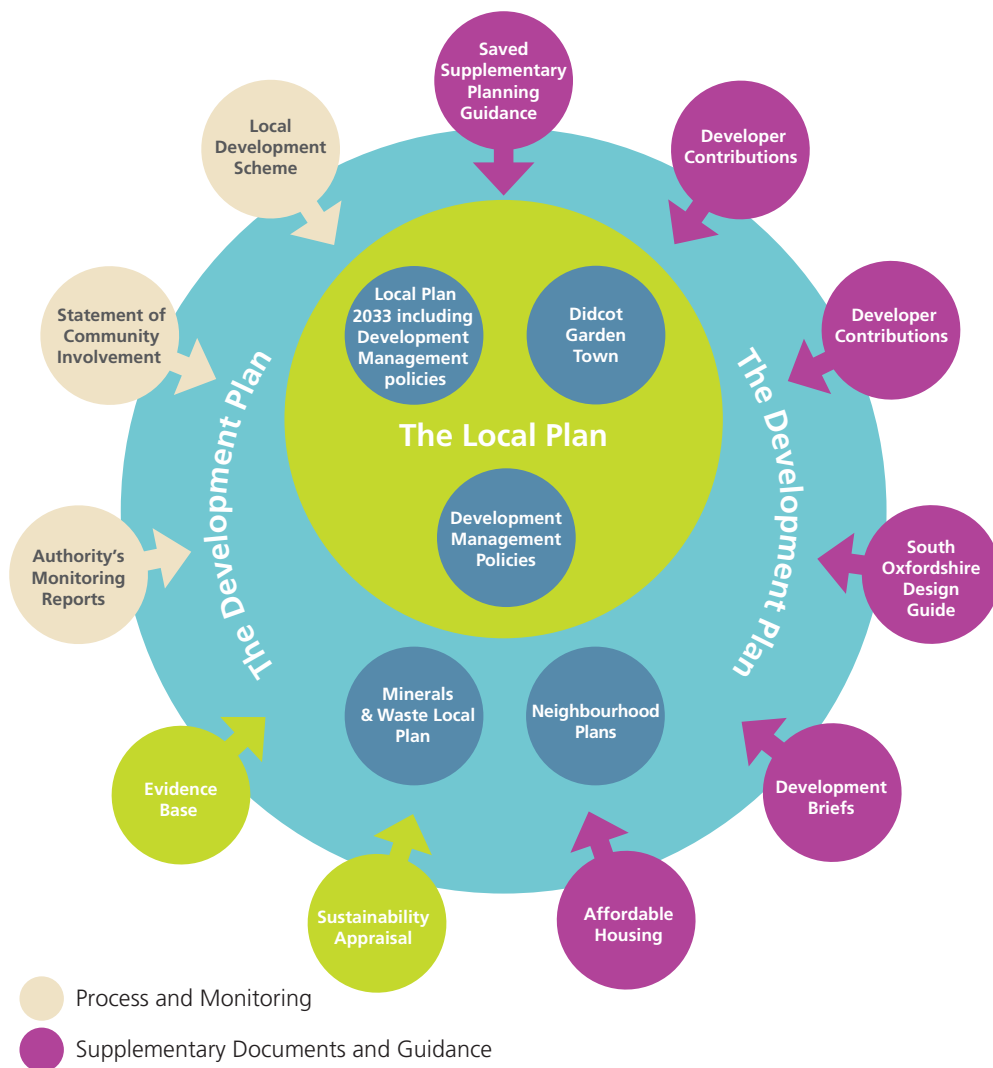 Saved
Supplementary
Planning
Guidance
Local
Development
Scheme
Developer
Contributions
Statement of
Community
Involvement
Local Plan
2033 including
Development
Management
policies
Didcot
Garden
Town
Developer
Contributions
The Development Plan
The Local Plan
The Development Plan
Authority's
Monitoring
Reports
Development
Management
Policies
South
Oxfordshire
Design
Guide
Minerals
& Waste Local
Plan
Neighbourhood
Plans
Evidence
Base
Development
Briefs
Sustainability
Appraisal
Affordable
Housing
Process and Monitoring
Supplementary Documents and Guidance